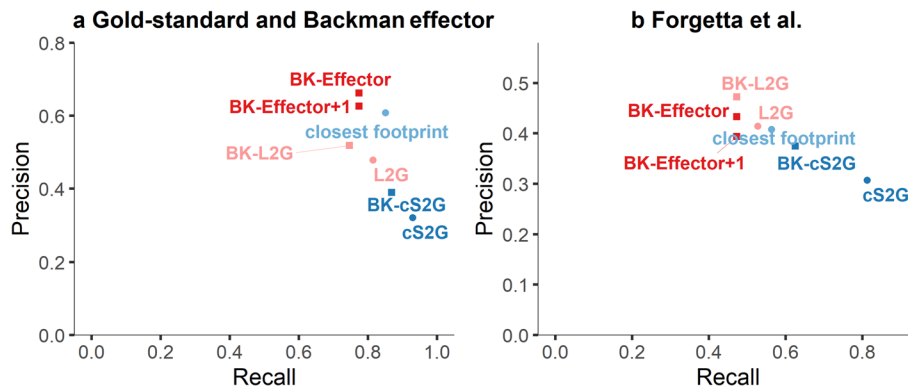 a Gold-standard and Backman effector
0.8
0.6
0.4
0.2
0.0
Precision
BK-Effector
BK-Effector+1
closest footprint
BK-L2G
L2G
BK-cS2G
cS2G
0.0 0.2 0.4 0.6 0.8 1.0
Recall
b Forgetta et al.
0.5
0.4
0.3
0.2
0.1
0.0
Precision
BK-L2G
BK-Effector
L2G
closest footprint
BK-Effector+1
BK-cS2G
cS2G
0.0 0.2 0.4 0.6 0.8
Recall